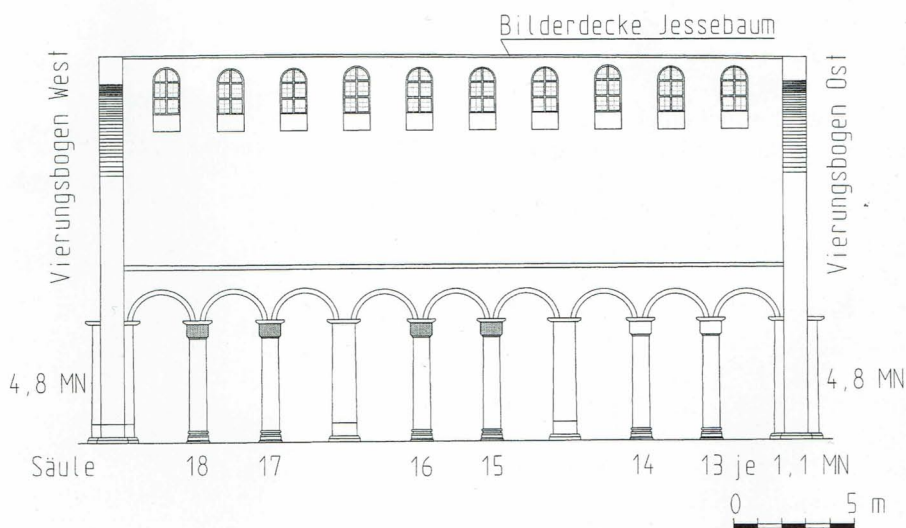 Bilderdecke Jessebaum
Vierungsbogen West
Vierungsbogen Ost
4,8 MN
4,8 MN
Säule 18 17 16 15 14 13 je 1,1 MN
0 5 m